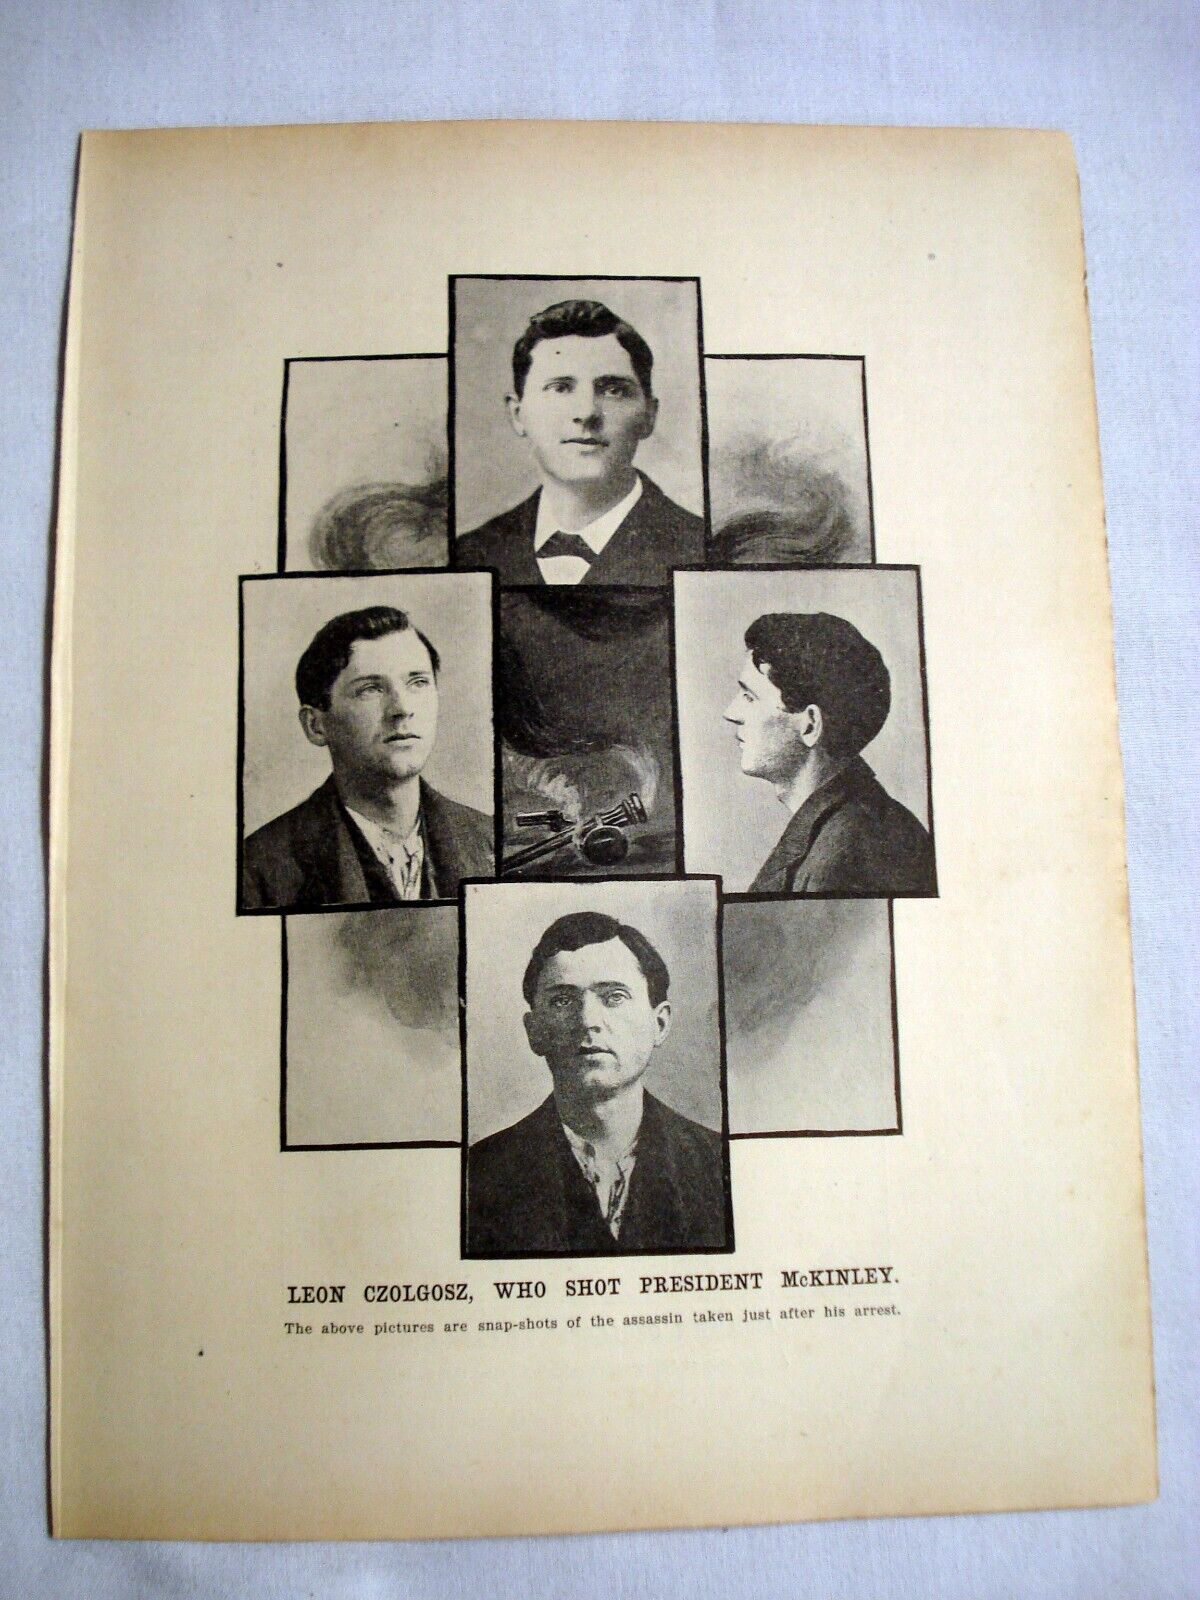 LEON CZOLGOSZ, WHO SHOT PRESIDENT McKINLEY.
The above pictures are snap-shots of the assassin taken just after his arrest.